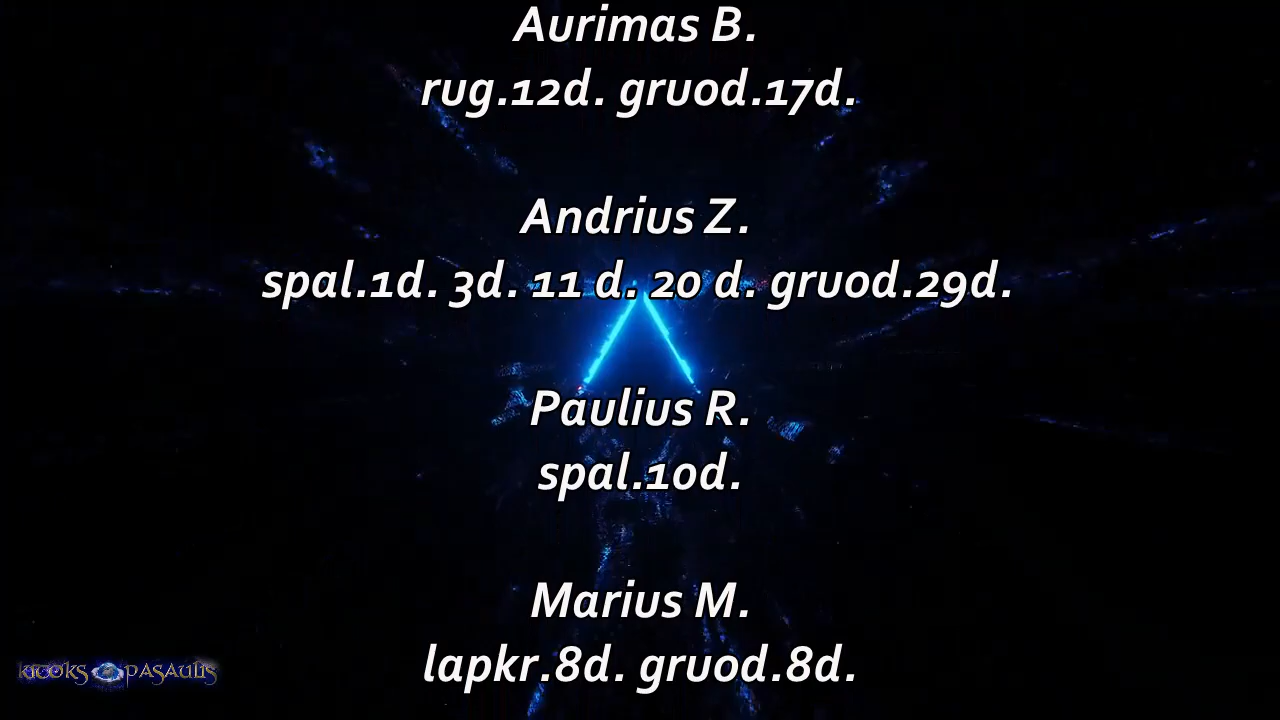 Aurimas B.
rug.12d. gruod.17d.
Andrius Z.
spal.1d. 3d. 11 d. 20 d. gruod.29d.
Paulius R.
spal.10d.
Marius M.
lapkr.8d. gruod.8d.
PASAULIS